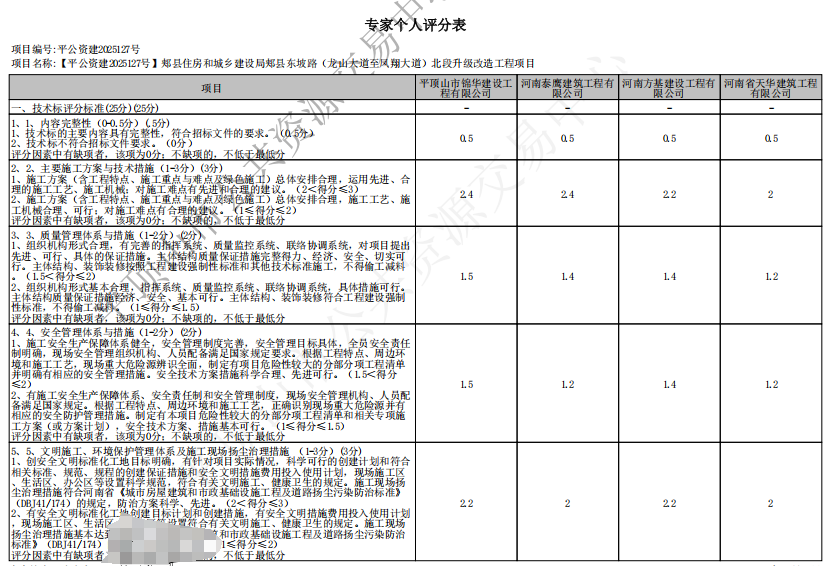 专家个人评分表
项目编号:平公资建2025127号
项目名称:【平公资建2025127号】郏县住房和城乡建设局郏县东坡路（龙山大道至凤翔大道）北段升级改造工程项目
项目
平顶山市锦华建设工程有限公司
河南泰鹰建筑工程有限公司
河南方基建设工程有限公司
河南省天华建筑工程有限公司
一、技术标评分标准(25分)(25分)
-
-
-
-
1、1、内容完整性（0-0.5分）(.5分)
1、技术标的主要内容具有完整性，符合招标文件的要求。（0.5分）
2、技术标不符合招标文件要求。（0分）
评分因素中有缺项者，该项为0分；不缺项的，不低于最低分
0.5
0.5
0.5
0.5
2、2、主要施工方案与技术措施（1-3分）(3分)
1、施工方案（含工程特点、施工重点与难点及绿色施工）总体安排合理，运用先进、合
理的施工工艺、施工机械；对施工难点有先进和合理的建议。（2＜得分≤3）
2、施工方案（含工程特点、施工重点与难点及绿色施工）总体安排合理，施工工艺、施
工机械合理、可行；对施工难点有合理的建议。（1≤得分≤2）
评分因素中有缺项者，该项为0分；不缺项的，不低于最低分
2.4
2.4
2.2
2
3、3、质量管理体系与措施（1-2分）(2分)
1、组织机构形式合理，有完善的指挥系统、质量监控系统、联络协调系统，对项目提出
先进、可行、具体的保证措施。主体结构质量保证措施完整得力、经济、安全、切实可
行。主体结构、装饰装修按照工程建设强制性标准和其他技术标准施工，不得偷工减料
。（1.5＜得分≤2）
2、组织机构形式基本合理，指挥系统、质量监控系统、联络协调系统，具体措施可行。
主体结构质量保证措施经济、安全、基本可行。主体结构、装饰装修符合工程建设强制
性标准，不得偷工减料。（1≤得分≤1.5）
评分因素中有缺项者，该项为0分；不缺项的，不低于最低分
1.5
1.4
1.4
1.2
4、4、安全管理体系与措施（1-2分）(2分)
1、施工安全生产保障体系健全，安全管理制度完善，安全管理目标具体，全员安全责任
制明确，现场安全管理组织机构、人员配备满足国家规定要求。根据工程特点、周边环
境和施工工艺，现场重大危险源辨识全面，制定有项目危险性较大的分部分项工程清单
并明确有相应的安全管理措施。安全技术方案措施科学合理、先进可行。（1.5＜得分
≤2）
2、有施工安全生产保障体系、安全责任制和安全管理制度，现场安全管理机构、人员配
备满足国家规定。根据工程特点、周边环境和施工工艺，正确识别现场重大危险源并有
相应的安全防护管理措施。制定有本项目危险性较大的分部分项工程清单和相关专项施
工方案（或方案计划），安全技术方案、措施基本可行。（1≤得分≤1.5）
评分因素中有缺项者，该项为0分；不缺项的，不低于最低分
1.5
1.2
1.4
1.2
5、5、文明施工、环境保护管理体系及施工现场扬尘治理措施 （1-3分）(3分)
1、创安全文明标准化工地目标明确，有针对项目实际情况，科学可行的创建计划和符合
相关标准、规范、规程的创建保证措施和安全文明措施费用投入使用计划，现场施工区
、生活区、办公区等设置科学规范，符合有关文明施工、健康卫生的规定。施工现场扬
尘治理措施符合河南省《城市房屋建筑和市政基础设施工程及道路扬尘污染防治标准》
（DBJ41/174）的规定，防治方案科学、先进。（2＜得分≤3）
2、有安全文明标准化工地创建目标计划和创建措施，有安全文明措施费用投入使用计划
，现场施工区、生活区、等设置符合有关文明施工、健康卫生的规定。施工现场
扬尘治理措施基本达到和市政基础设施工程及道路扬尘污染防治
标准》（DBJ41/174）1≤得分≤2）
评分因素中有缺项者，该项为0分；不缺项的，不低于最低分
2.2
2
2.2
2